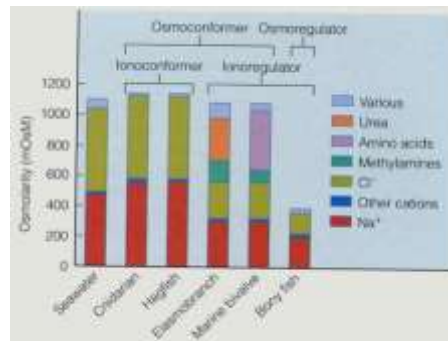 Osmoconformer Osmoregulator
Ionoconformer Ionoregulator
Osmolarity (mOsM)
1200
1000
800
600
400
200
0
Various
Urea
Amino acids
Methylamines
Cl⁻
Other cations
Na⁺
Seawater
Cnidarian
Hagfish
Elasmobranch
Marine bivalve
Bony fish